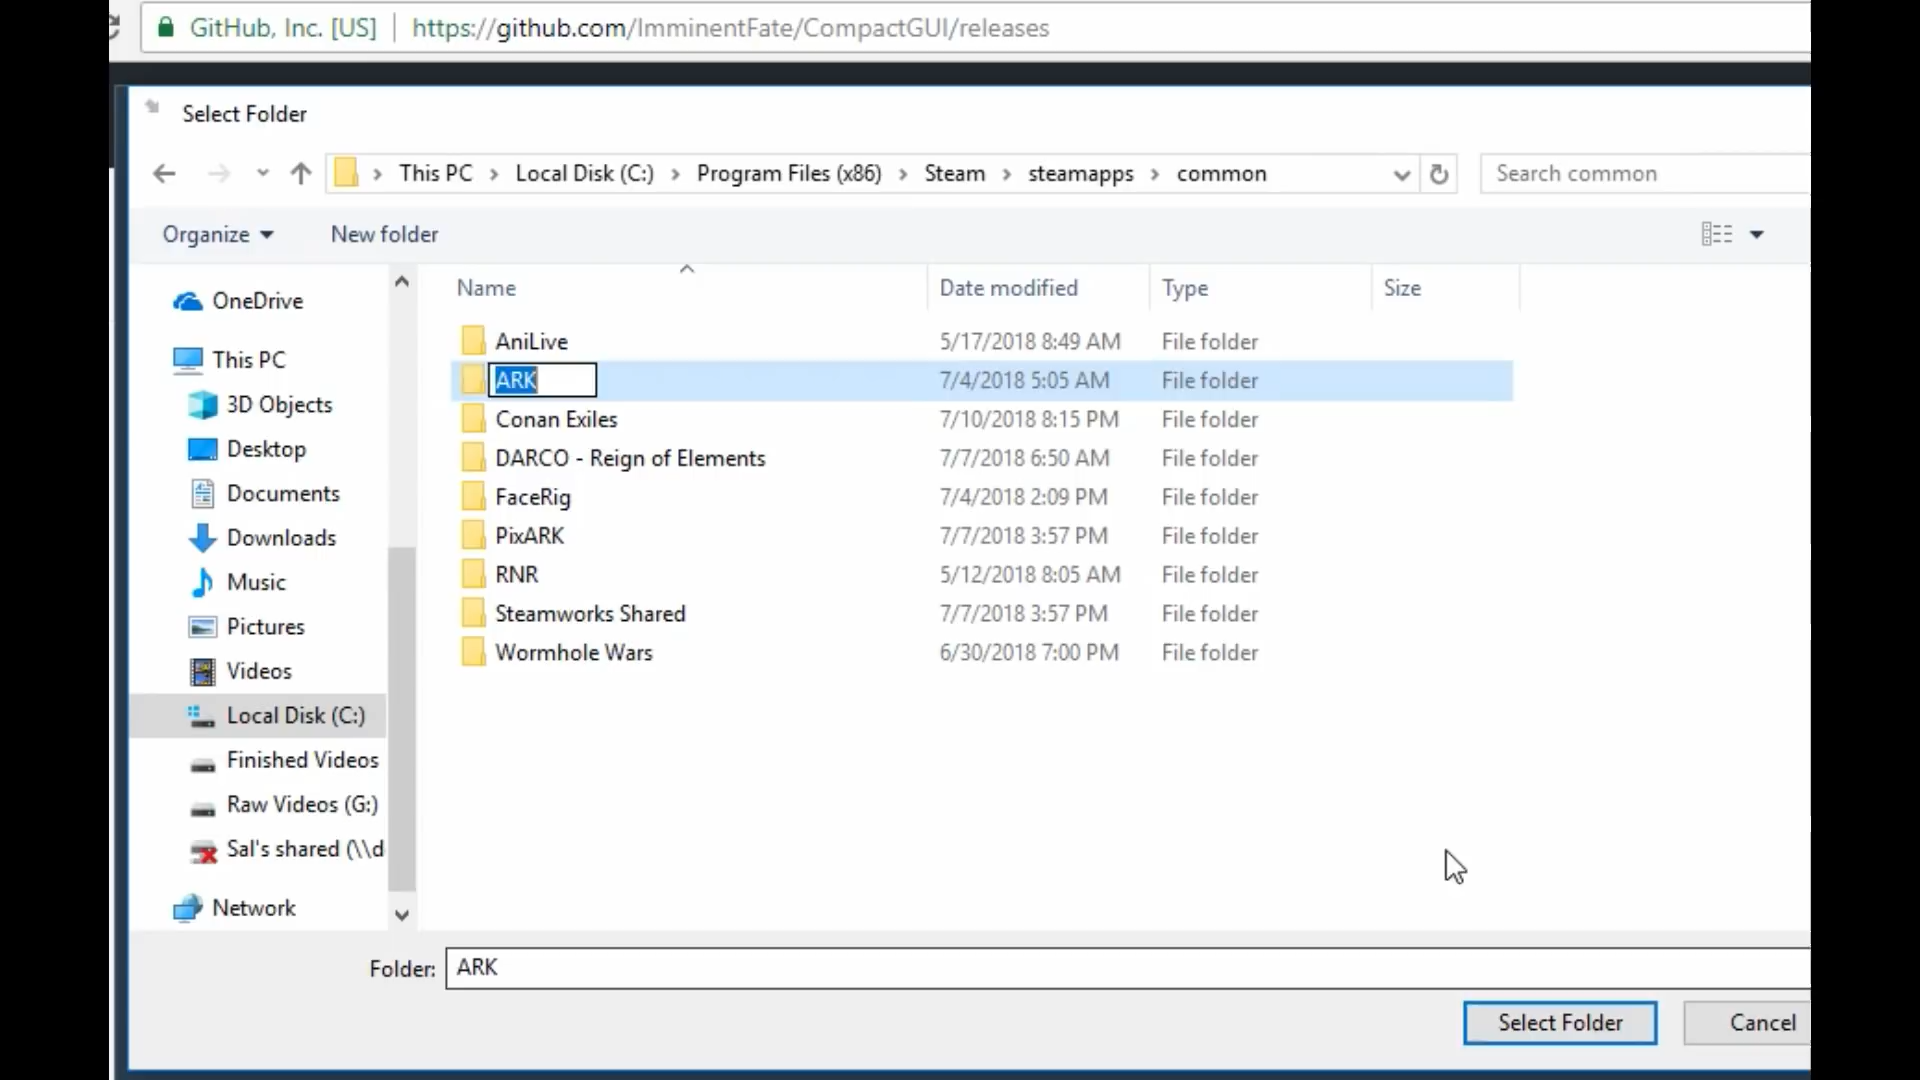 GitHub, Inc. [US] https://github.com/ImminentFate/CompactGUI/releases
Select Folder
This PC > Local Disk (C:) > Program Files (x86) > Steam > steamapps > common
Search common
Organize
New folder
Name Date modified Type Size
OneDrive
This PC
3D Objects
Desktop
Documents
Downloads
Music
Pictures
Videos
Local Disk (C:)
Finished Videos
Raw Videos (G:)
Sal's shared (\\d
Network
AniLive 5/17/2018 8:49 AM File folder
ARK 7/4/2018 5:05 AM File folder
Conan Exiles 7/10/2018 8:15 PM File folder
DARCO - Reign of Elements 7/7/2018 6:50 AM File folder
FaceRig 7/4/2018 2:09 PM File folder
PixARK 7/7/2018 3:57 PM File folder
RNR 5/12/2018 8:05 AM File folder
Steamworks Shared 7/7/2018 3:57 PM File folder
Wormhole Wars 6/30/2018 7:00 PM File folder
Folder: ARK
Select Folder
Cancel